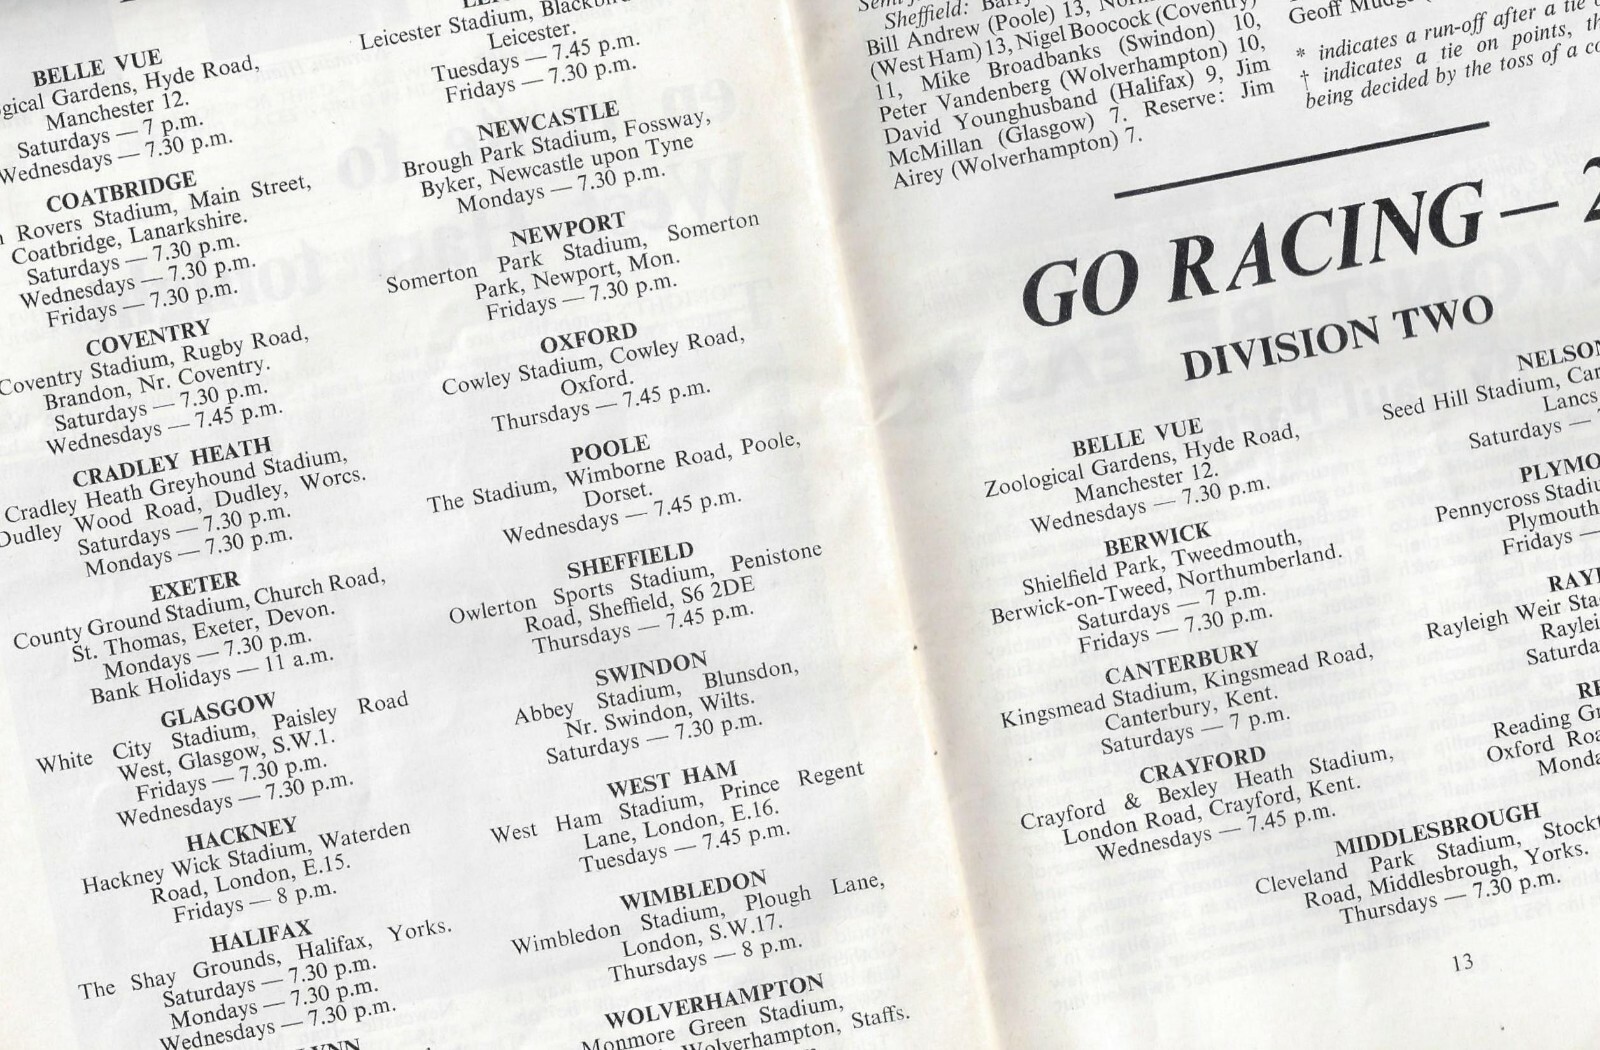 BELLE VUE
Gardens, Hyde Road,
Manchester 12.
Saturdays — 7 p.m.
Wednesdays — 7.30 p.m.
COATBRIDGE
Rovers Stadium, Main Street,
Coatbridge, Lanarkshire.
Saturdays — 7.30 p.m.
Wednesdays — 7.30 p.m.
Fridays — 7.30 p.m.
COVENTRY
Coventry Stadium, Rugby Road,
Brandon, Nr. Coventry.
Saturdays — 7.30 p.m.
Wednesdays — 7.45 p.m.
CRADLEY HEATH
Cradley Heath Greyhound Stadium,
Dudley Wood Road, Dudley, Worcs.
Saturdays — 7.30 p.m.
Mondays — 7.30 p.m.
EXETER
County Ground Stadium, Church Road,
St. Thomas, Exeter, Devon.
Mondays — 7.30 p.m.
Bank Holidays — 11 a.m.
GLASGOW
White City Stadium, Paisley Road
West, Glasgow, S.W.1.
Fridays — 7.30 p.m.
Wednesdays — 7.30 p.m.
HACKNEY
Hackney Wick Stadium, Waterden
Road, London, E.15.
Fridays — 8 p.m.
HALIFAX
The Shay Grounds, Halifax, Yorks.
Saturdays — 7.30 p.m.
Mondays — 7.30 p.m.
Wednesdays — 7.30 p.m.
Leicester Stadium,
Leicester.
Tuesdays — 7.45 p.m.
Fridays — 7.30 p.m.
NEWCASTLE
Brough Park Stadium, Fossway,
Byker, Newcastle upon Tyne
Mondays — 7.30 p.m.
NEWPORT
Somerton Park Stadium, Somerton
Park, Newport, Mon.
Fridays — 7.30 p.m.
OXFORD
Cowley Stadium, Cowley Road,
Oxford.
Thursdays — 7.45 p.m.
POOLE
The Stadium, Wimborne Road, Poole,
Dorset.
Wednesdays — 7.45 p.m.
SHEFFIELD
Owlerton Sports Stadium, Penistone
Road, Sheffield, S6 2DE
Thursdays — 7.45 p.m.
SWINDON
Abbey Stadium, Blunsdon,
Nr. Swindon, Wilts.
Saturdays — 7.30 p.m.
WEST HAM
West Ham Stadium, Prince Regent
Lane, London, E.16.
Tuesdays — 7.45 p.m.
WIMBLEDON
Wimbledon Stadium, Plough Lane,
London, S.W.17.
Thursdays — 8 p.m.
WOLVERHAMPTON
Monmore Green Stadium,
Wolverhampton, Staffs.
Sheffield:
Bill Andrew (Poole) 13,
(West Ham) 13, Nigel Boocock (Coventry)
11, Mike Broadbanks (Swindon) 10,
Peter Vandenberg (Wolverhampton) 10,
David Younghusband (Halifax) 9, Jim
McMillan (Glasgow) 7. Reserve: Jim
Airey (Wolverhampton) 7.
Geoff
* indicates a run-off after a tie
† indicates a tie on points,
being decided by the toss of a
GO RACING —
DIVISION TWO
BELLE VUE
Zoological Gardens, Hyde Road,
Manchester 12.
Wednesday — 7.30 p.m.
BERWICK
Shielfield Park, Tweedmouth,
Berwick-on-Tweed, Northumberland.
Saturdays — 7 p.m.
Fridays — 7.30 p.m.
CANTERBURY
Kingsmead Stadium, Kingsmead Road,
Canterbury, Kent.
Saturdays — 7 p.m.
CRAYFORD
Crayford & Bexley Heath Stadium,
London Road, Crayford, Kent.
Wednesdays — 7.45 p.m.
MIDDLESBROUGH
Cleveland Park Stadium,
Road, Middlesbrough, Yorks.
Thursdays — 7.30 p.m.
NELSON
Seed Hill Stadium,
Lancs
Saturdays —
Pennycross
Plymouth
Fridays —
Rayleigh Weir
Reading
Oxford
13